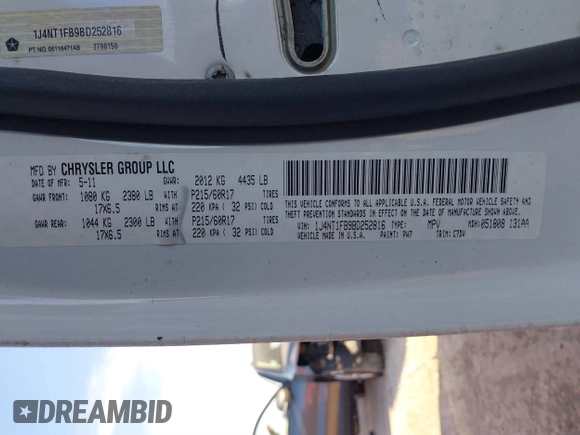 1J4NT1FB9BD252816
PT. NO. 05116471AB 2790150
MFD BY CHRYSLER GROUP LLC
DATE OF MFR: 5-11 GVWR: 2012 KG 4435 LB
GAWR FRONT: 1080 KG 2380 LB WITH P215/60R17 TIRES
17X6.5 RIMS AT 220 KPA ( 32 PSI) COLD
GAWR REAR: 1044 KG 2300 LB WITH P215/60R17 TIRES
17X6.5 RIMS AT 220 KPA ( 32 PSI) COLD
THIS VEHICLE CONFORMS TO ALL APPLICABLE U.S.A. FEDERAL MOTOR VEHICLE SAFETY AND
THEFT PREVENTION STANDARDS IN EFFECT ON THE DATE OF MANUFACTURE SHOWN ABOVE.
VIN: 1J4NT1FB9BD252816 TYPE: MPV MDH:051808 131AA
VEHICLE MADE IN U.S.A. PAINT: PW7 TRIM: C7DV
DREAMBID